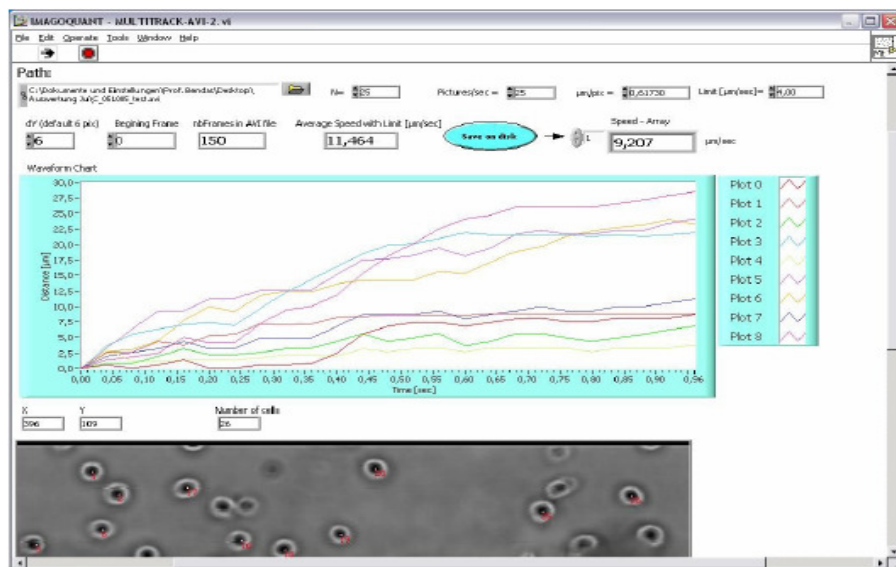 IMAGOQUANT - MULTITRACK-AVI-2.vi
File Edit Operate Tools Window Help
Path:
C:\Dokumente und Einstellungen\Prof.Bendas\Desktop\
N= 25 Pictures/sec = 25 µm/pix = 0,61730 Limit [µm/sec]= 4,00
dY (default 6 pic) Begining Frame nbFrames in AVI file Average Speed with Limit [µm/sec] Save on disk Speed - Array
6 0 150 11,464 1 9,207 µm/sec
Waveform Chart
30,0
27,5
25,0
22,5
20,0
17,5
15,0
12,5
10,0
7,5
5,0
2,5
0,0
Distance [µm]
0,00 0,05 0,10 0,15 0,20 0,25 0,30 0,35 0,40 0,45 0,50 0,55 0,60 0,65 0,70 0,75 0,80 0,85 0,90 0,96
Time [sec]
Plot 0
Plot 1
Plot 2
Plot 3
Plot 4
Plot 5
Plot 6
Plot 7
Plot 8
X Y Number of cells
396 109 26